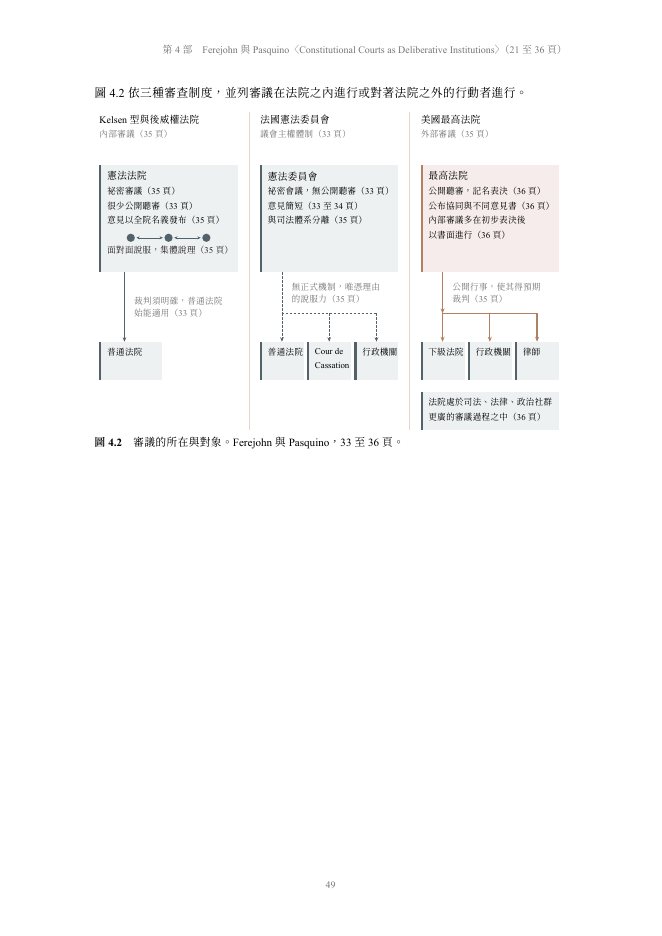 第 4 部　Ferejohn 與 Pasquino〈Constitutional Courts as Deliberative Institutions〉（21 至 36 頁）
圖 4.2 依三種審查制度，並列審議在法院之內進行或對著法院之外的行動者進行。
Kelsen 型與後威權法院
內部審議（35 頁）
憲法法院
祕密審議（35 頁）
很少公開聽審（33 頁）
意見以全院名義發布（35 頁）
面對面說服，集體說理（35 頁）
裁判須明確，普通法院
始能適用（33 頁）
普通法院
法國憲法委員會
議會主權體制（33 頁）
憲法委員會
祕密會議，無公開聽審（33 頁）
意見簡短（33 至 34 頁）
與司法體系分離（35 頁）
無正式機制，唯憑理由
的說服力（35 頁）
普通法院
Cour de
Cassation
行政機關
美國最高法院
外部審議（35 頁）
最高法院
公開聽審，記名表決（36 頁）
公布協同與不同意見書（36 頁）
內部審議多在初步表決後
以書面進行（36 頁）
公開行事，使其得預期
裁判（35 頁）
下級法院
行政機關
律師
法院處於司法、法律、政治社群
更廣的審議過程之中（36 頁）
圖 4.2　審議的所在與對象。Ferejohn 與 Pasquino，33 至 36 頁。
49